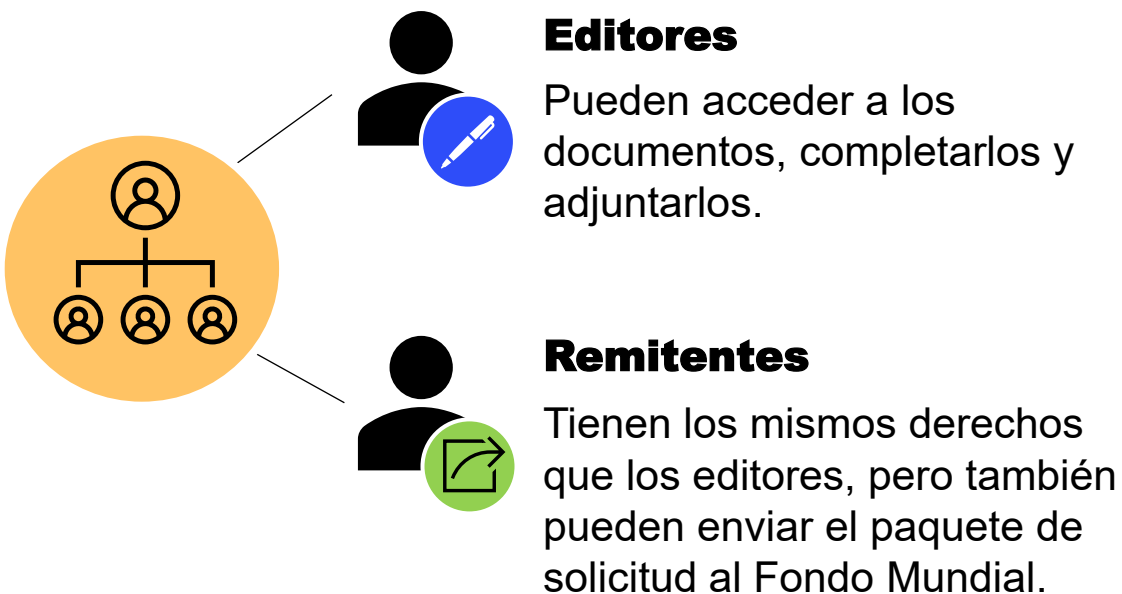 Editores
Pueden acceder a los
documentos, completarlos y
adjuntarlos.
Remitentes
Tienen los mismos derechos
que los editores, pero también
pueden enviar el paquete de
solicitud al Fondo Mundial.